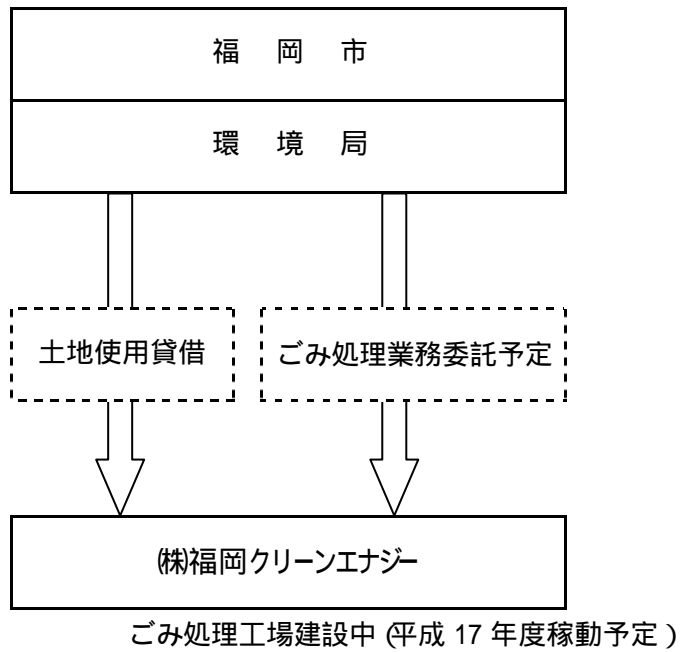 福 岡 市
環 境 局
土地使用貸借
ごみ処理業務委託予定
㈱福岡クリーンエナジー
ごみ処理工場建設中（平成 17 年度稼動予定）